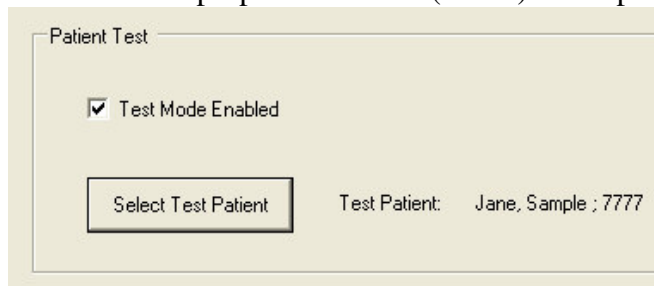 Patient Test
Test Mode Enabled
Select Test Patient Test Patient: Jane, Sample ; 7777